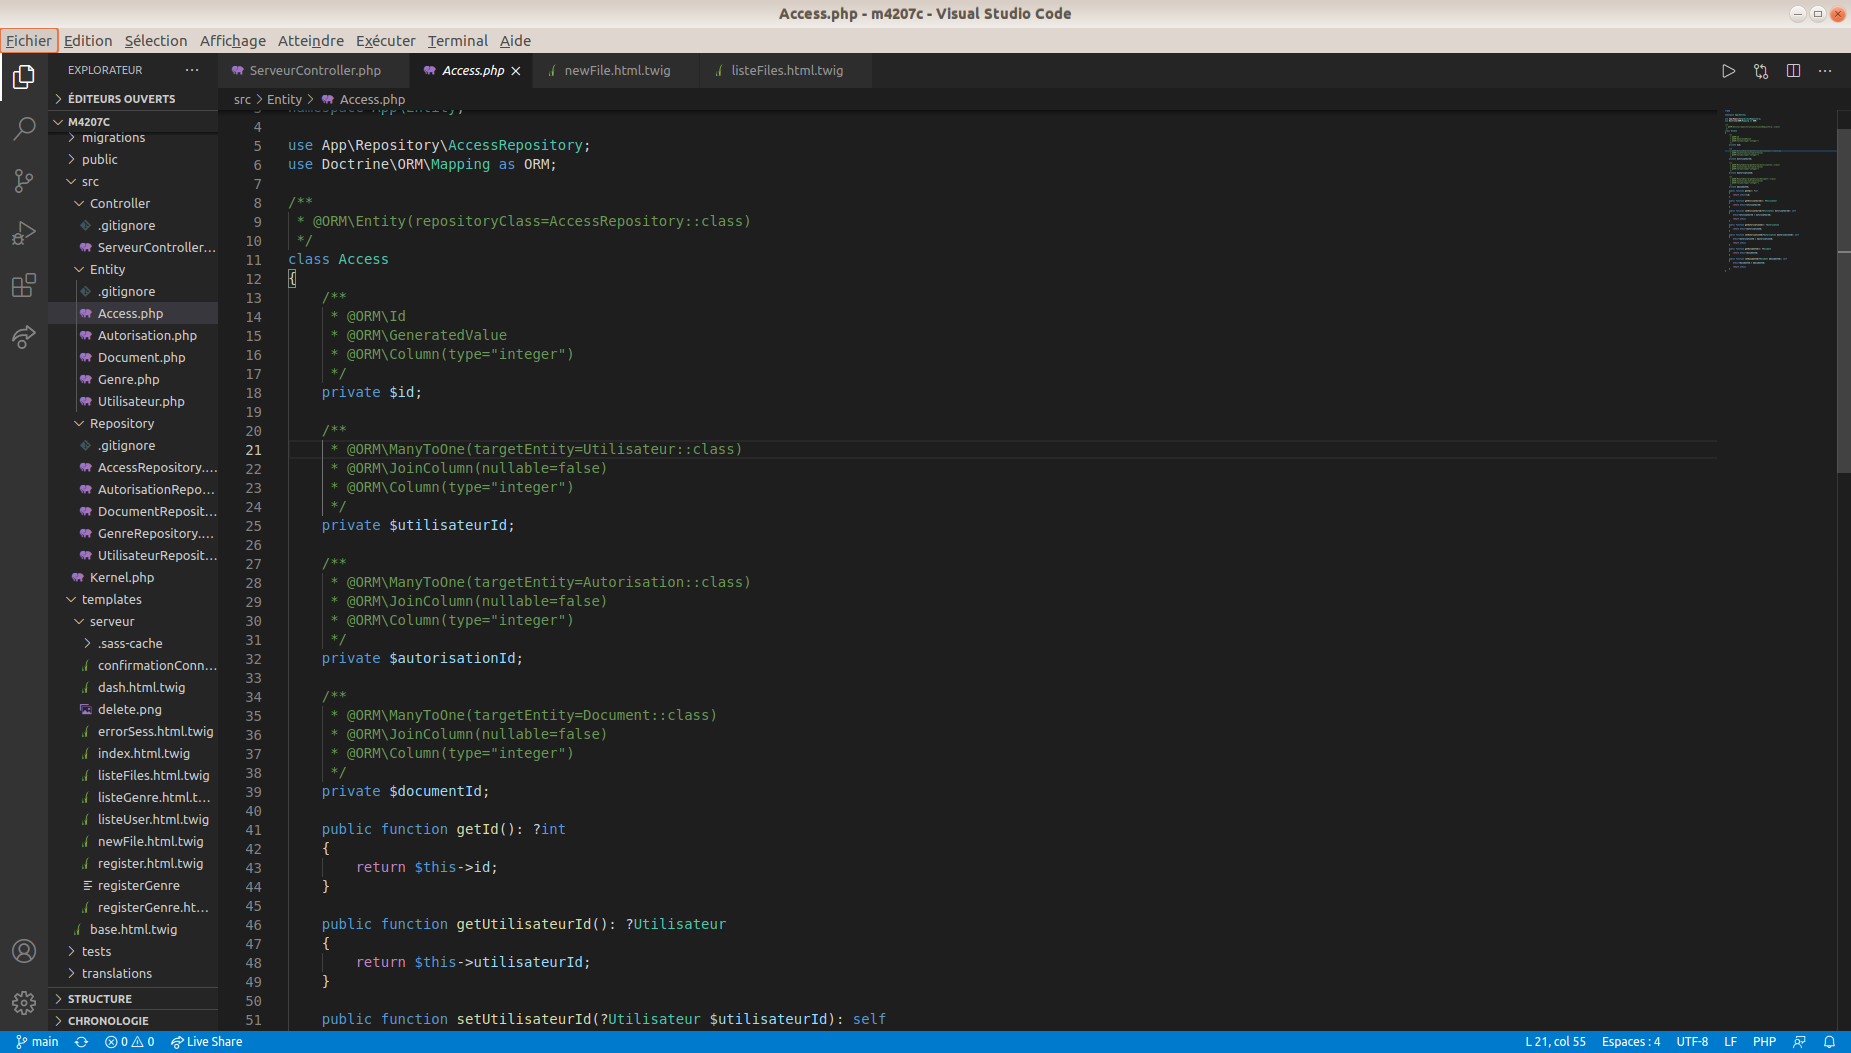 Access.php - m4207c - Visual Studio Code
Fichier Edition Sélection Affichage Atteindre Exécuter Terminal Aide
EXPLORATEUR
ÉDITEURS OUVERTS
M4207C
migrations
public
src
Controller
.gitignore
ServeurController...
Entity
.gitignore
Access.php
Autorisation.php
Document.php
Genre.php
Utilisateur.php
Repository
.gitignore
AccessRepository....
AutorisationRepo...
DocumentReposit...
GenreRepository....
UtilisateurReposit...
Kernel.php
templates
serveur
.sass-cache
confirmationConn...
dash.html.twig
delete.png
errorSess.html.twig
index.html.twig
listeFiles.html.twig
listeGenre.html.t...
listeUser.html.twig
newFile.html.twig
register.html.twig
registerGenre
registerGenre.ht...
base.html.twig
tests
translations
STRUCTURE
CHRONOLOGIE
ServeurController.php Access.php newFile.html.twig listeFiles.html.twig
src > Entity > Access.php
3 namespace App\Entity;
4
5 use App\Repository\AccessRepository;
6 use Doctrine\ORM\Mapping as ORM;
7
8 /**
9 * @ORM\Entity(repositoryClass=AccessRepository::class)
10 */
11 class Access
12 {
13 /**
14 * @ORM\Id
15 * @ORM\GeneratedValue
16 * @ORM\Column(type="integer")
17 */
18 private $id;
19
20 /**
21 * @ORM\ManyToOne(targetEntity=Utilisateur::class)
22 * @ORM\JoinColumn(nullable=false)
23 * @ORM\Column(type="integer")
24 */
25 private $utilisateurId;
26
27 /**
28 * @ORM\ManyToOne(targetEntity=Autorisation::class)
29 * @ORM\JoinColumn(nullable=false)
30 * @ORM\Column(type="integer")
31 */
32 private $autorisationId;
33
34 /**
35 * @ORM\ManyToOne(targetEntity=Document::class)
36 * @ORM\JoinColumn(nullable=false)
37 * @ORM\Column(type="integer")
38 */
39 private $documentId;
40
41 public function getId(): ?int
42 {
43 return $this->id;
44 }
45
46 public function getUtilisateurId(): ?Utilisateur
47 {
48 return $this->utilisateurId;
49 }
50
51 public function setUtilisateurId(?Utilisateur $utilisateurId): self
main 0 0 Live Share L 21, col 55 Espaces : 4 UTF-8 LF PHP